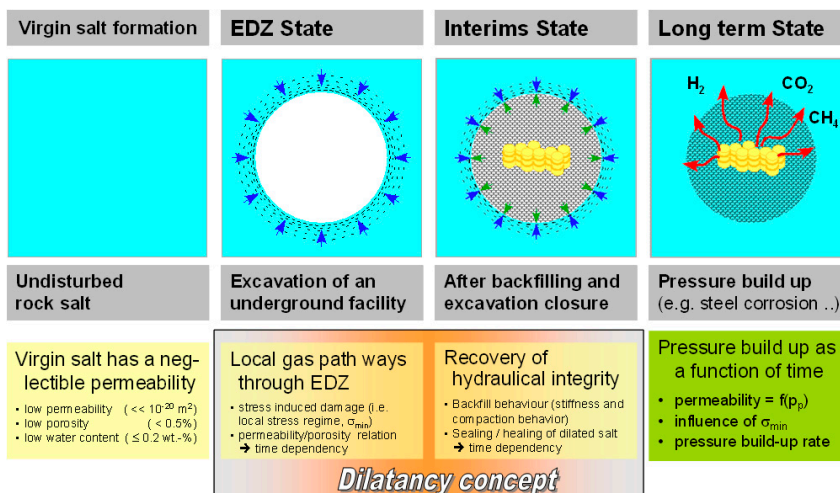 Virgin salt formation
EDZ State
Interims State
Long term State
H₂
CO₂
CH₄
Undisturbed
rock salt
Excavation of an
underground facility
After backfilling and
excavation closure
Pressure build up
(e.g. steel corrosion ..)
Virgin salt has a neg-
lectible permeability
• low permeability ( << 10⁻²⁰ m²)
• low porosity ( < 0.5%)
• low water content ( ≤ 0.2 wt.-%)
Local gas path ways
through EDZ
• stress induced damage (i.e.
local stress regime, σmin)
• permeability/porosity relation
➔ time dependency
Recovery of
hydraulical integrity
• Backfill behaviour (stiffness and
compaction behavior)
• Sealing / healing of dilated salt
➔ time dependency
Pressure build up as
a function of time
• permeability = f(pp)
• influence of σmin
• pressure build-up rate
Dilatancy concept